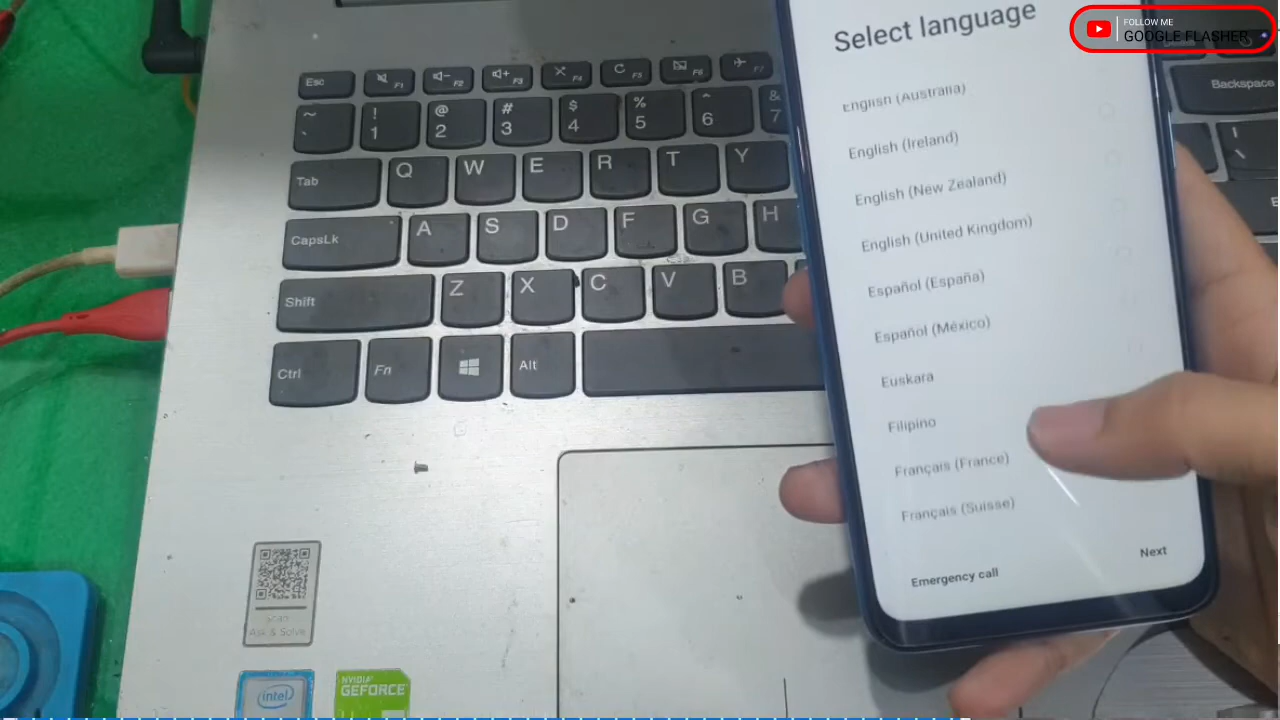 FOLLOW ME
GOOGLE FLASHER
Select language
English (Australia)
English (Ireland)
English (New Zealand)
English (United Kingdom)
Español (España)
Español (México)
Euskara
Filipino
Français (France)
Français (Suisse)
Next
Emergency call
Esc F1 F2 F3 F4 F5 F6 F7
~ ! @ # $ % ^ &
` 1 2 3 4 5 6 7
Backspace
Tab Q W E R T Y
CapsLk A S D F G H
Shift Z X C V B
Ctrl Fn Alt
Scan
Ask & Solve
intel
NVIDIA
GEFORCE